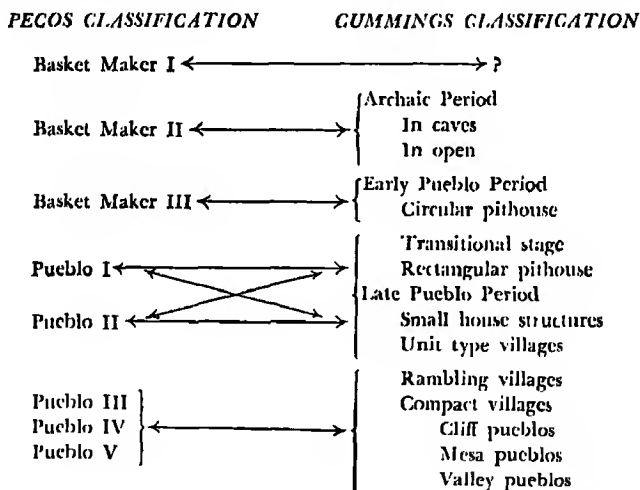 PECOS CLASSIFICATION CUMMINGS CLASSIFICATION
Basket Maker I ?
Basket Maker II
Archaic Period
In caves
In open
Basket Maker III
Early Pueblo Period
Circular pithouse
Pueblo I
Pueblo II
Transitional stage
Rectangular pithouse
Late Pueblo Period
Small house structures
Unit type villages
Pueblo III
Pueblo IV
Pueblo V
Rambling villages
Compact villages
Cliff pueblos
Mesa pueblos
Valley pueblos